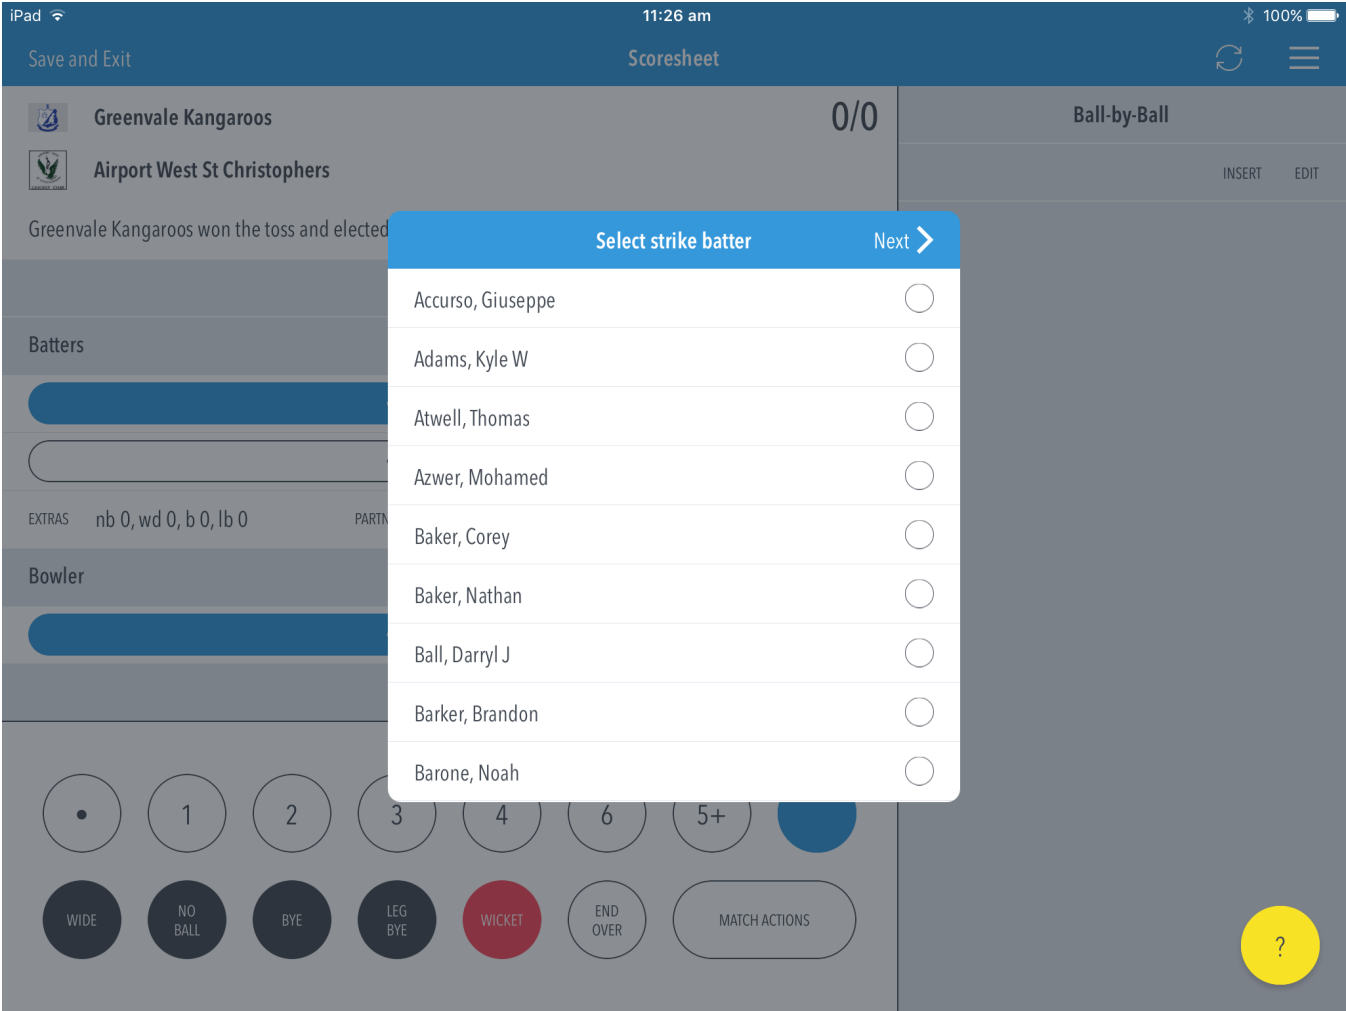 iPad 11:26 am 100%
Save and Exit Scoresheet
Greenvale Kangaroos 0/0 Ball-by-Ball
Airport West St Christophers INSERT EDIT
Greenvale Kangaroos won the toss and elected
Select strike batter Next
Accurso, Giuseppe
Adams, Kyle W
Batters
Atwell, Thomas
Azwer, Mohamed
EXTRAS nb 0, wd 0, b 0, lb 0 PARTN
Baker, Corey
Bowler
Baker, Nathan
Ball, Darryl J
Barker, Brandon
Barone, Noah
• 1 2 3 4 6 5+
WIDE NO BALL BYE LEG BYE WICKET END OVER MATCH ACTIONS
?